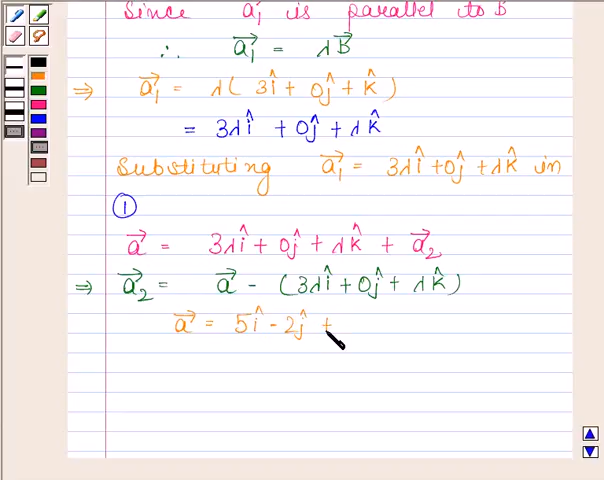 Since a₁⃗ is parallel to B
∴ a₁⃗ = λB⃗
⇒ a₁⃗ = λ(3î + 0ĵ + k̂)
= 3λî + 0ĵ + λk̂
Substituting a₁⃗ = 3λî + 0ĵ + λk̂ in
①
a⃗ = 3λî + 0ĵ + λk̂ + a₂⃗
⇒ a₂⃗ = a⃗ - (3λî + 0ĵ + λk̂)
a⃗ = 5î - 2ĵ +